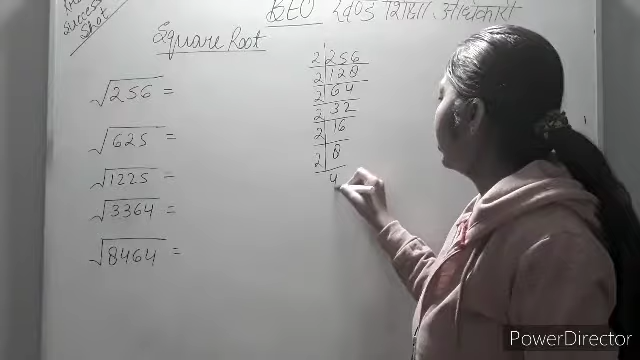 Success
Shot
BEO खण्ड शिक्षा अधिकारी
Square Root
√256 =
√625 =
√1225 =
√3364 =
√8464 =
2 256
2 128
2 64
2 32
2 16
2 8
4
PowerDirector